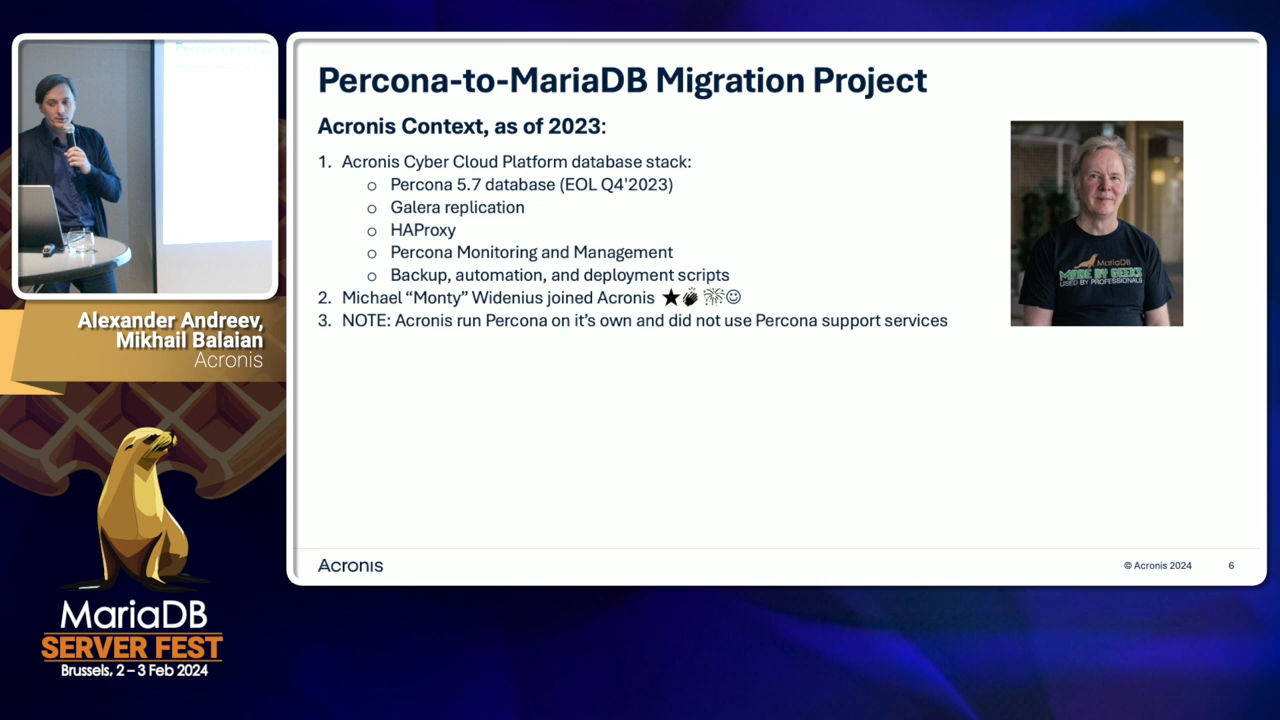 Percona-to-MariaDB Migration Project
Acronis Context, as of 2023:
1. Acronis Cyber Cloud Platform database stack:
o Percona 5.7 database (EOL Q4'2023)
o Galera replication
o HAProxy
o Percona Monitoring and Management
o Backup, automation, and deployment scripts
2. Michael “Monty” Widenius joined Acronis
3. NOTE: Acronis run Percona on it’s own and did not use Percona support services
MariaDB
MADE BY GEEKS
USED BY PROFESSIONALS
Acronis
© Acronis 2024
6
Alexander Andreev,
Mikhail Balaian
Acronis
MariaDB
SERVER FEST
Brussels, 2 – 3 Feb 2024